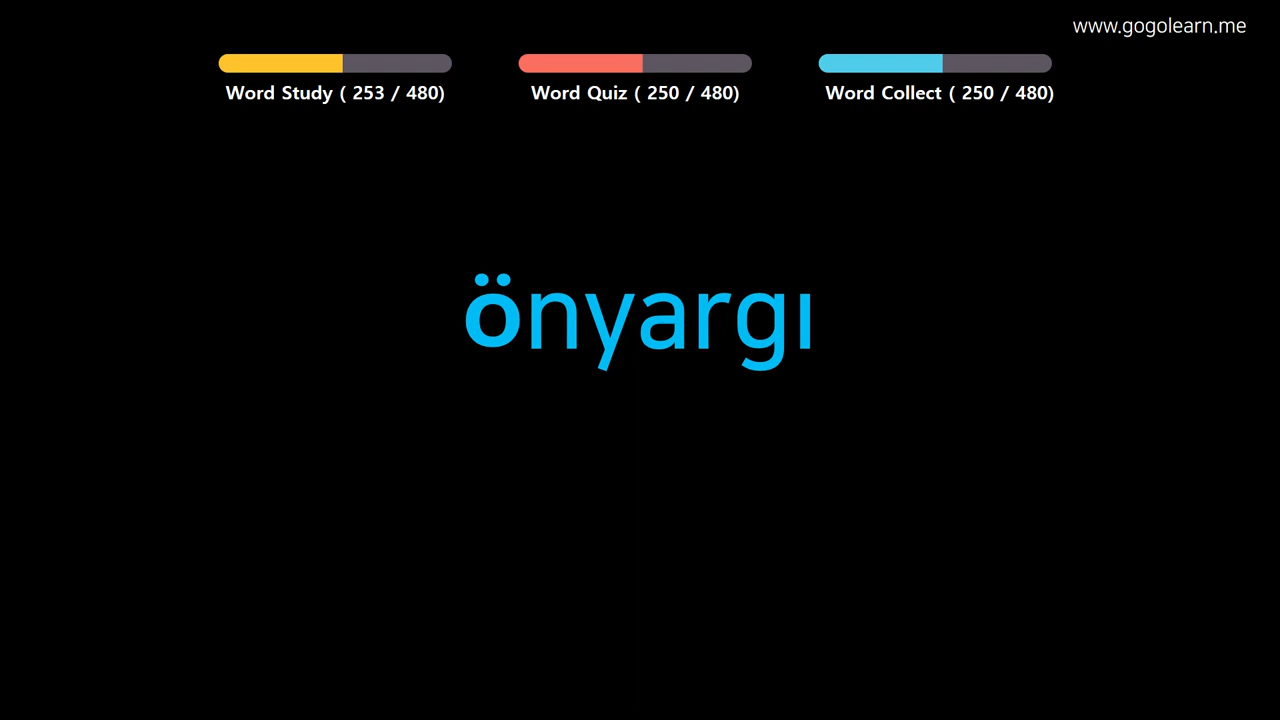 www.gogolearn.me
Word Study ( 253 / 480)
Word Quiz ( 250 / 480)
Word Collect ( 250 / 480)
önyargı